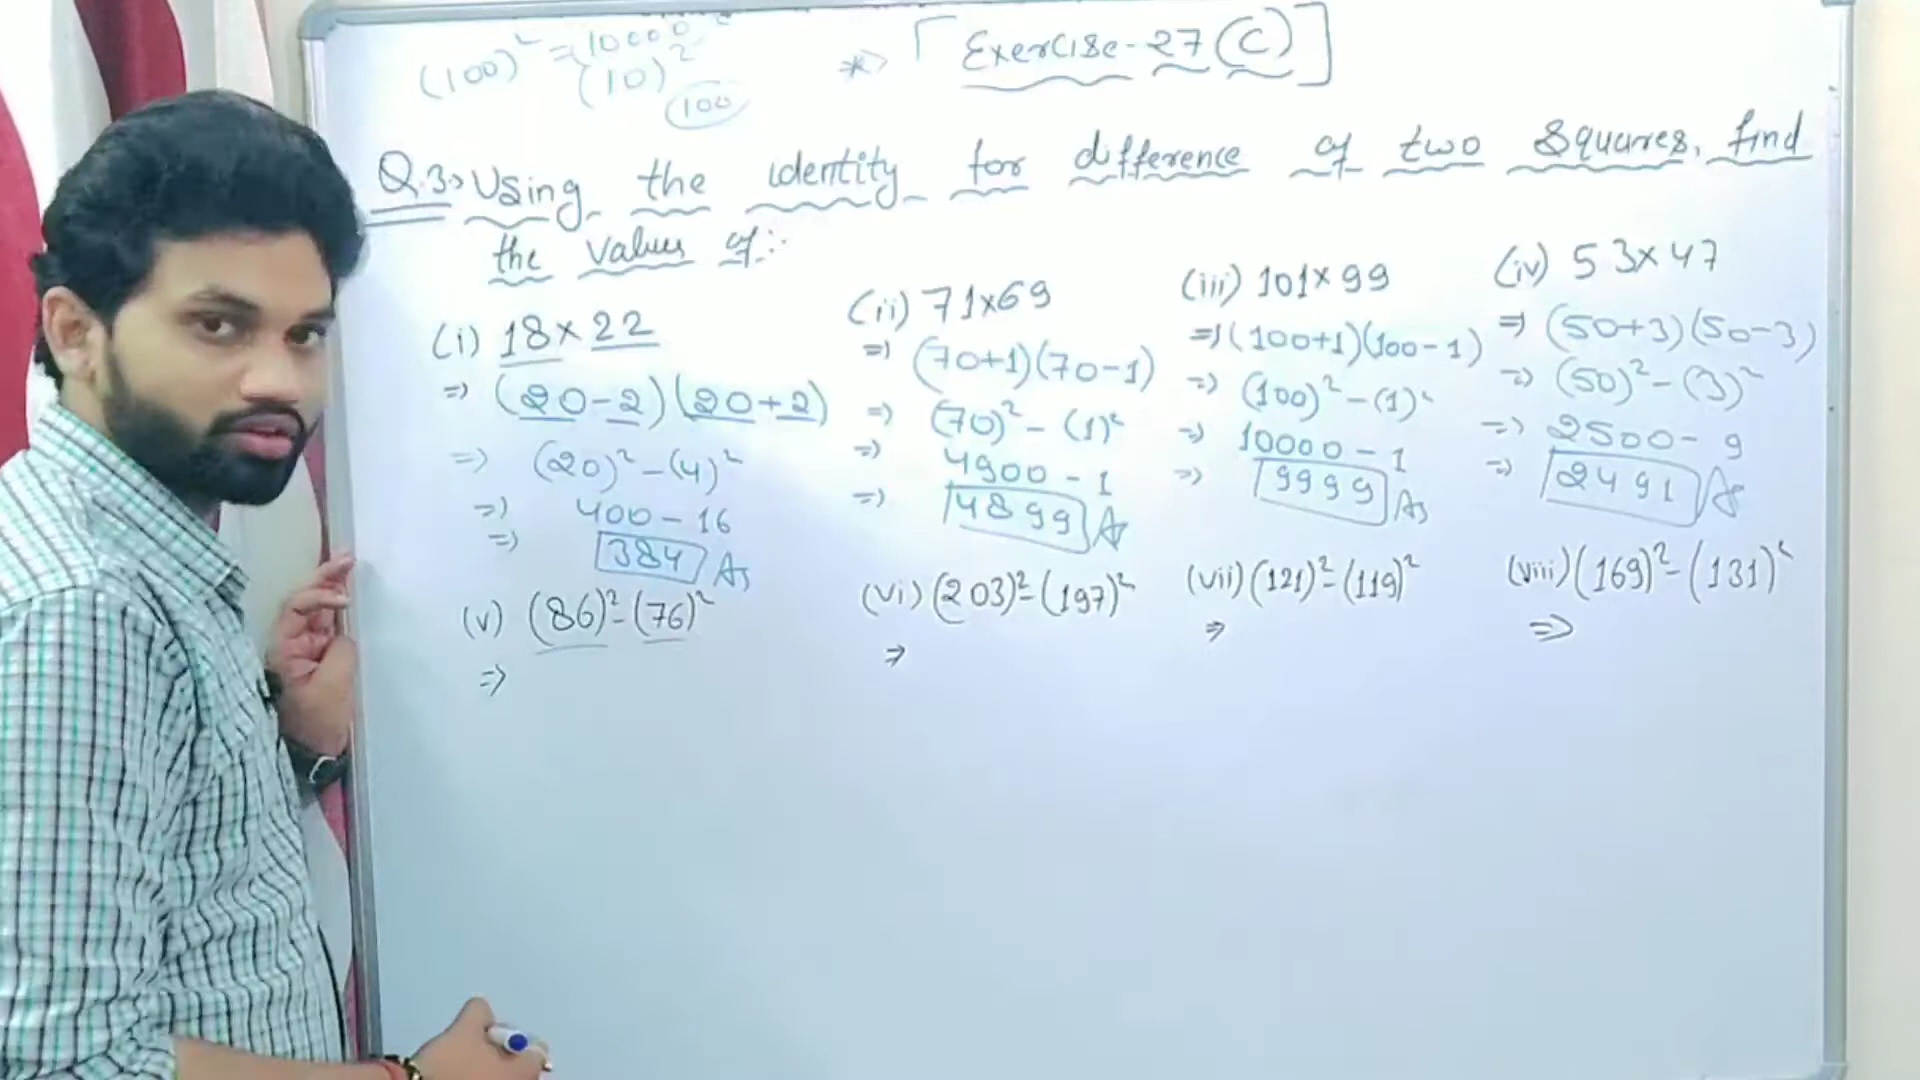 (100)² = 10000
(10)²
100
*> [Exercise-27(C)]
Q.3:> Using the identity for difference of two squares, find
the values of:-
(i) 18×22
=> (20-2)(20+2)
=> (20)²-(4)²
=> 400-16
=> 384 As
(ii) 71×69
=> (70+1)(70-1)
=> (70)²-(1)²
=> 4900-1
=> 4899 A
(iii) 101×99
=> (100+1)(100-1)
=> (100)²-(1)²
=> 10000-1
=> 9999 As
(iv) 53×47
=> (50+3)(50-3)
=> (50)²-(3)²
=> 2500-9
=> 2491 As
(v) (86)²-(76)²
=>
(vi) (203)²-(197)²
=>
(vii) (121)²-(119)²
=>
(viii) (169)²-(131)²
=>